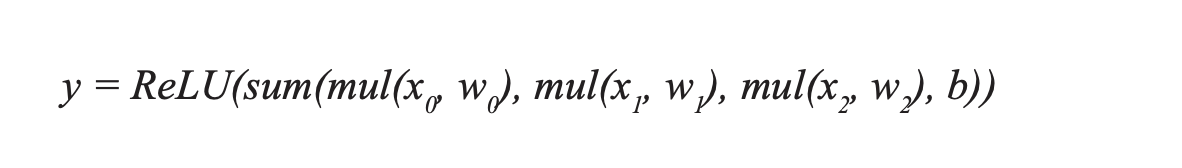 y = ReLU(sum(mul(x₀, w₀), mul(x₁, w₁), mul(x₂, w₂), b))